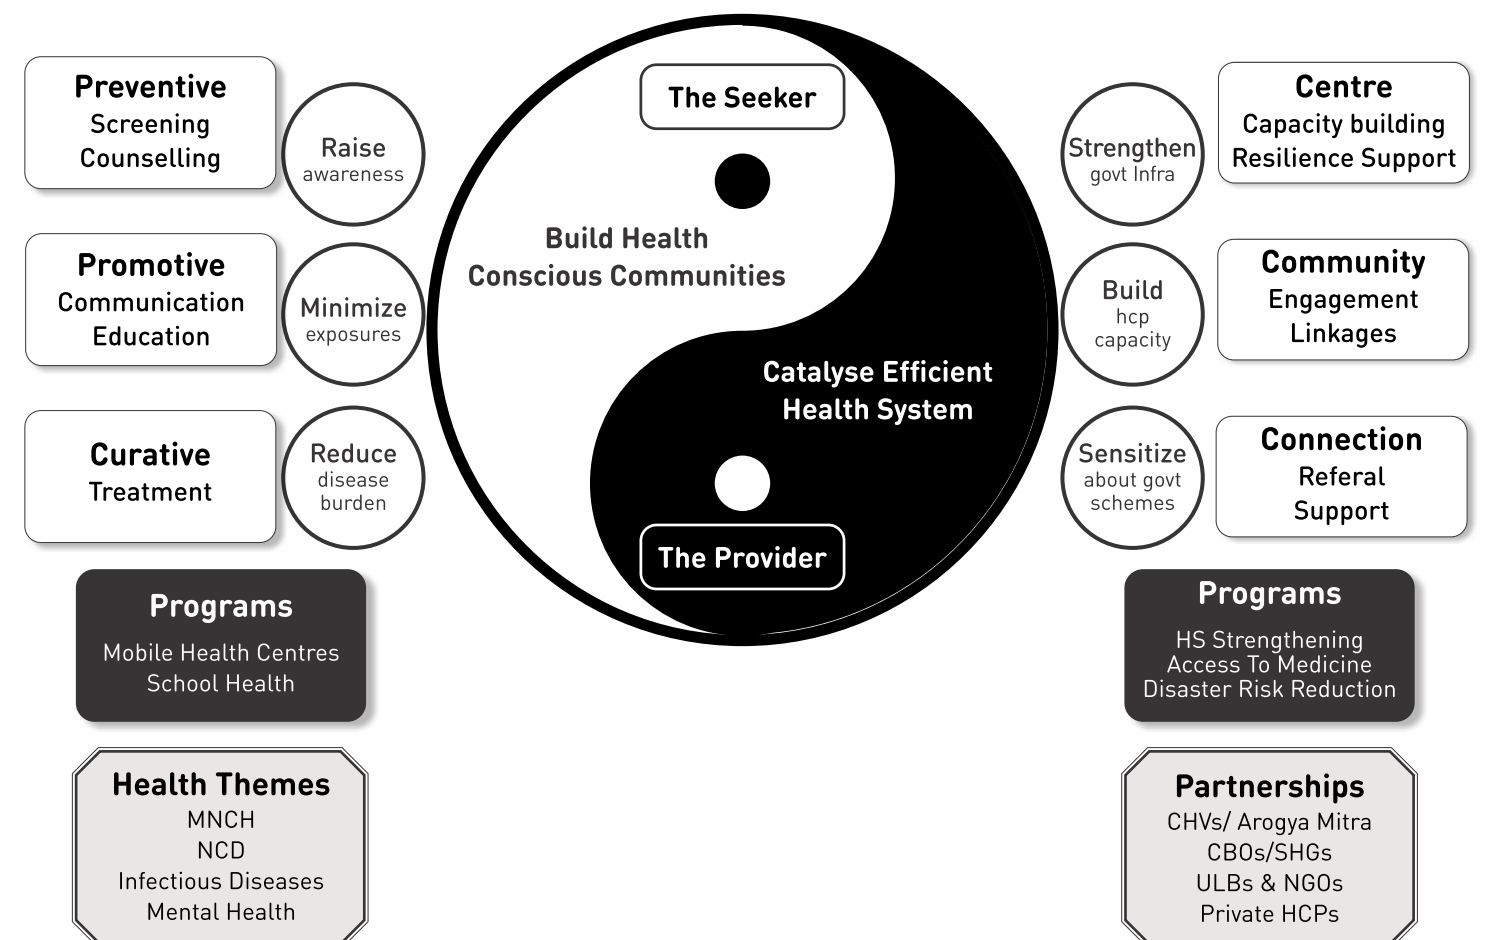 Preventive
Screening
Counselling
Raise
awareness
Promotive
Communication
Education
Minimize
exposures
Curative
Treatment
Reduce
disease
burden
Programs
Mobile Health Centres
School Health
Health Themes
MNCH
NCD
Infectious Diseases
Mental Health
The Seeker
Build Health
Conscious Communities
Catalyse Efficient
Health System
The Provider
Strengthen
govt Infra
Centre
Capacity building
Resilience Support
Build
hcp
capacity
Community
Engagement
Linkages
Sensitize
about govt
schemes
Connection
Referal
Support
Programs
HS Strengthening
Access To Medicine
Disaster Risk Reduction
Partnerships
CHVs/ Arogya Mitra
CBOs/SHGs
ULBs & NGOs
Private HCPs